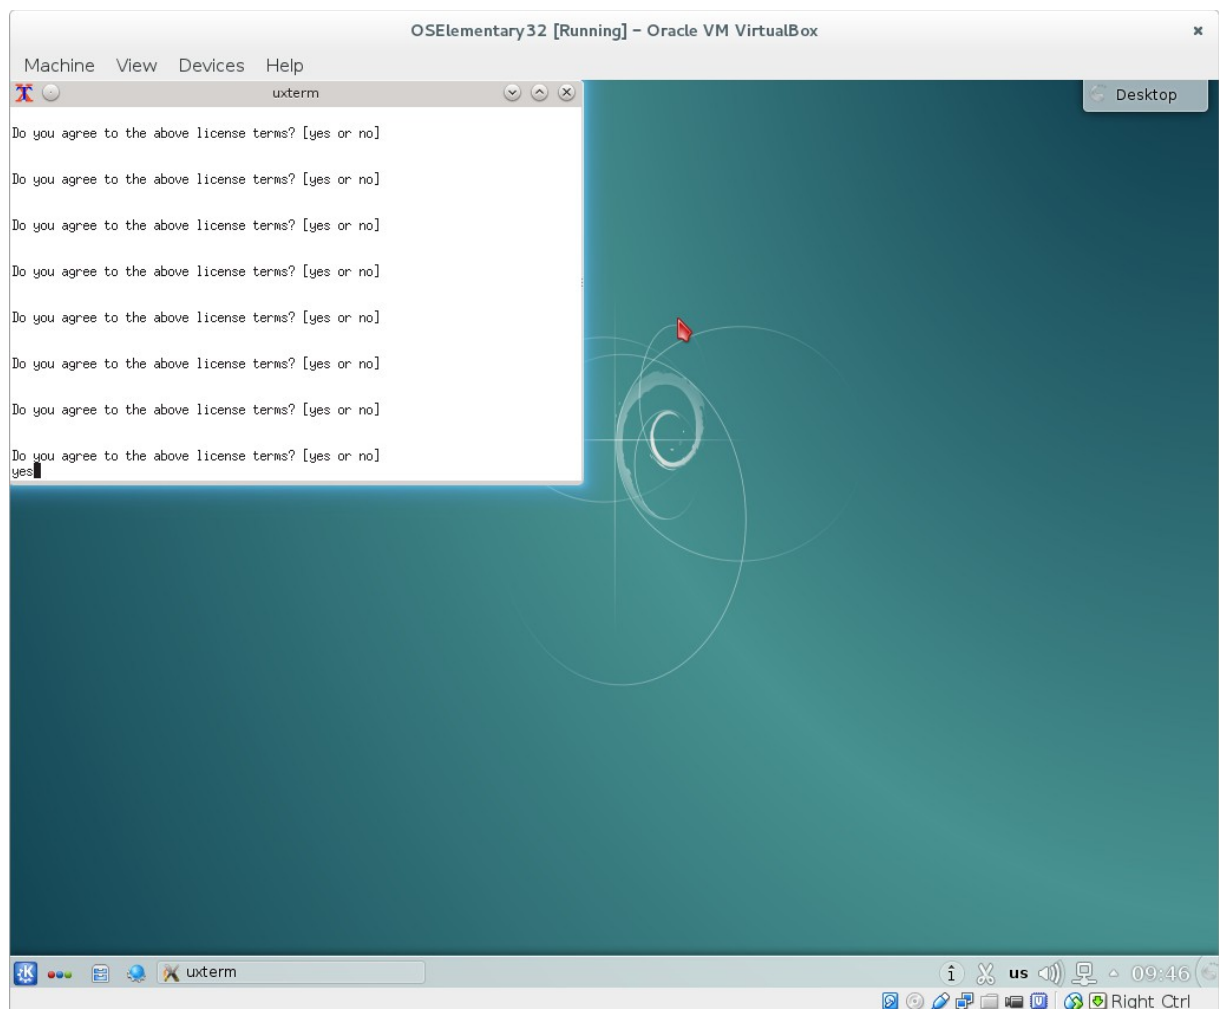 OSElementary32 [Running] – Oracle VM VirtualBox
Machine View Devices Help
uxterm
Desktop
Do you agree to the above license terms? [yes or no]
Do you agree to the above license terms? [yes or no]
Do you agree to the above license terms? [yes or no]
Do you agree to the above license terms? [yes or no]
Do you agree to the above license terms? [yes or no]
Do you agree to the above license terms? [yes or no]
Do you agree to the above license terms? [yes or no]
Do you agree to the above license terms? [yes or no]
yes
uxterm us 09:46
Right Ctrl